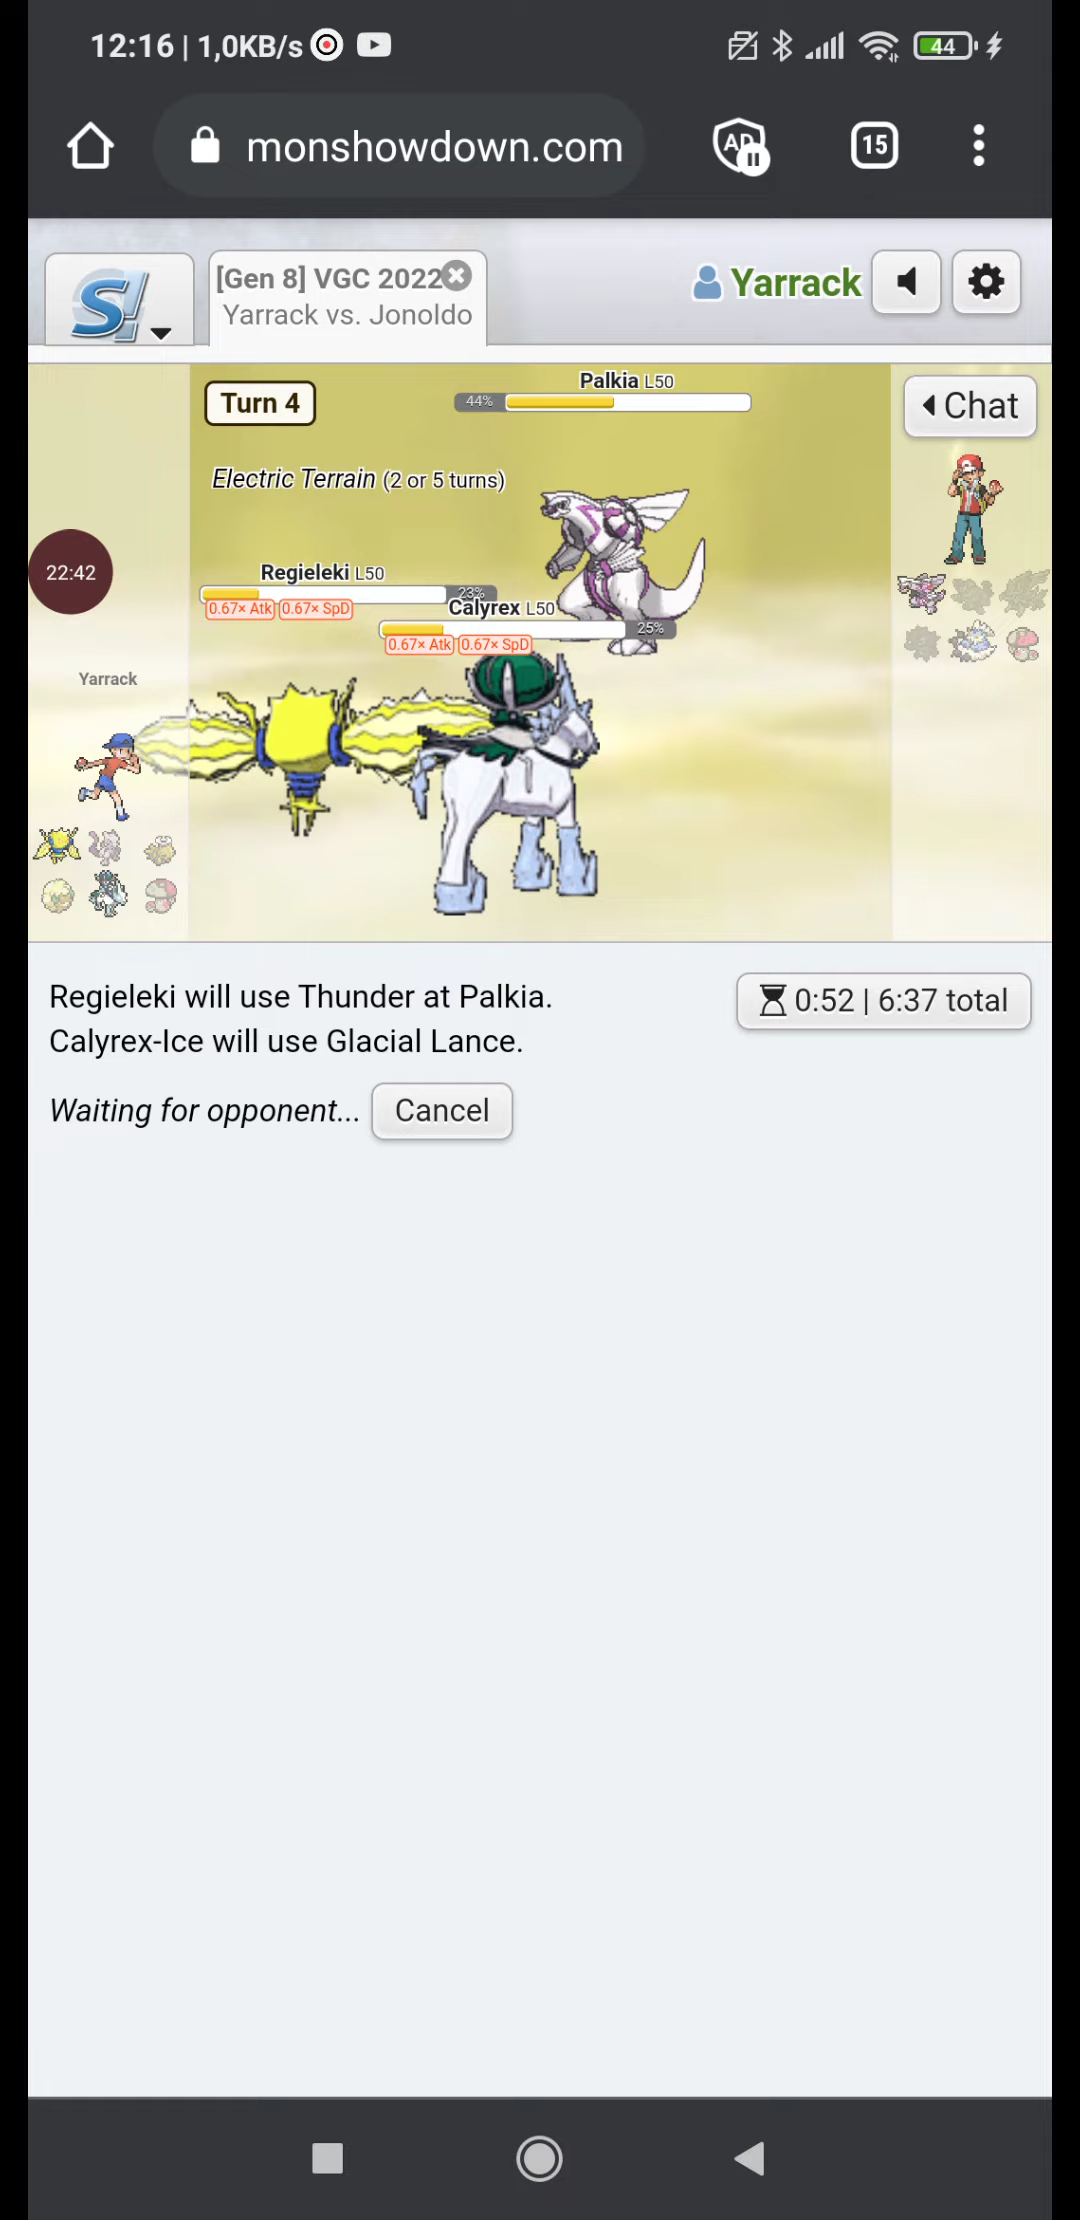 12:16 | 1,0KB/s
44
monshowdown.com
AD
15
[Gen 8] VGC 2022
Yarrack vs. Jonoldo
Yarrack
Turn 4
Palkia L50
44%
Chat
Electric Terrain (2 or 5 turns)
22:42
Regieleki L50
23%
0.67× Atk 0.67× SpD
Calyrex L50
25%
0.67× Atk 0.67× SpD
Yarrack
Regieleki will use Thunder at Palkia.
0:52 | 6:37 total
Calyrex-Ice will use Glacial Lance.
Waiting for opponent...
Cancel